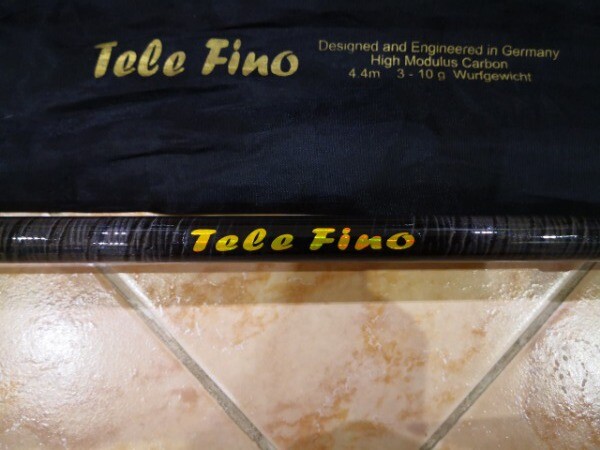 Tele Fino
Designed and Engineered in Germany
High Modulus Carbon
4.4m 3 - 10 g Wurfgewicht
Tele Fino